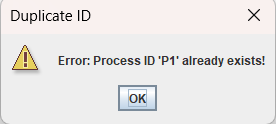 Duplicate ID
Error: Process ID 'P1' already exists!
OK